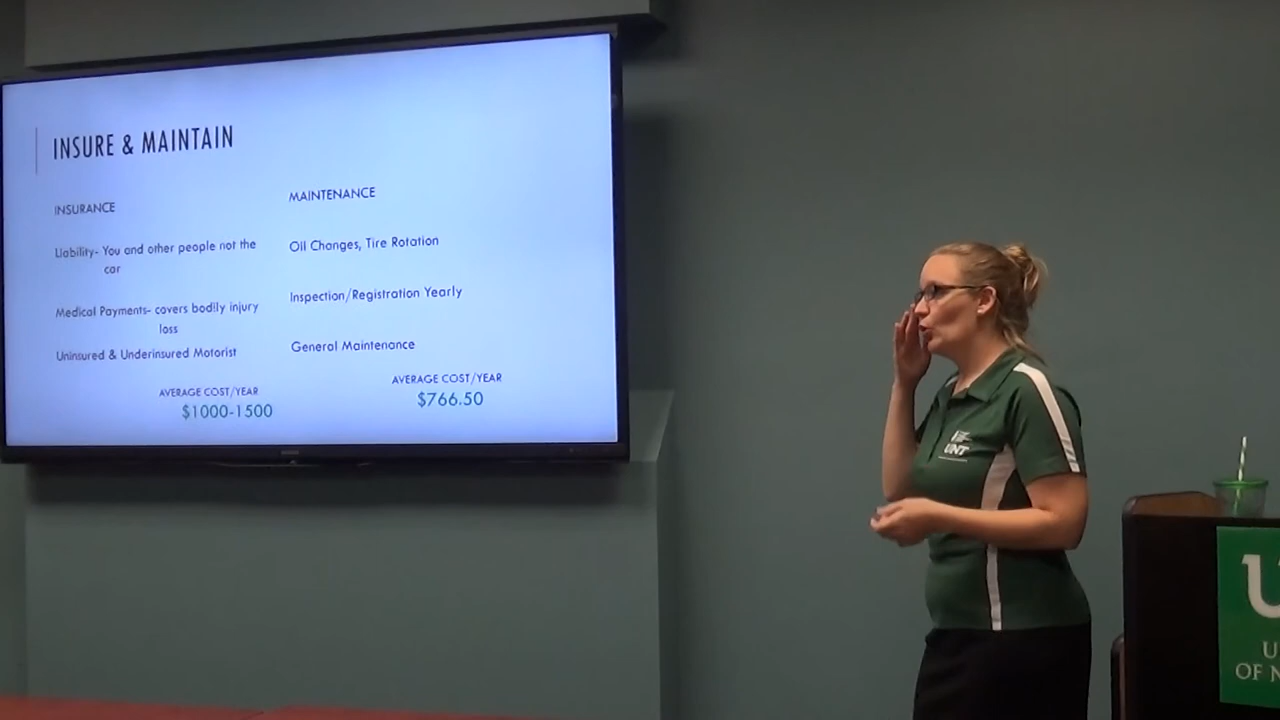 INSURE & MAINTAIN
INSURANCE
Liability- You and other people not the
car
Medical Payments- covers bodily injury
loss
Uninsured & Underinsured Motorist
AVERAGE COST/YEAR
$1000-1500
MAINTENANCE
Oil Changes, Tire Rotation
Inspection/Registration Yearly
General Maintenance
AVERAGE COST/YEAR
$766.50
UNT
U
OF N